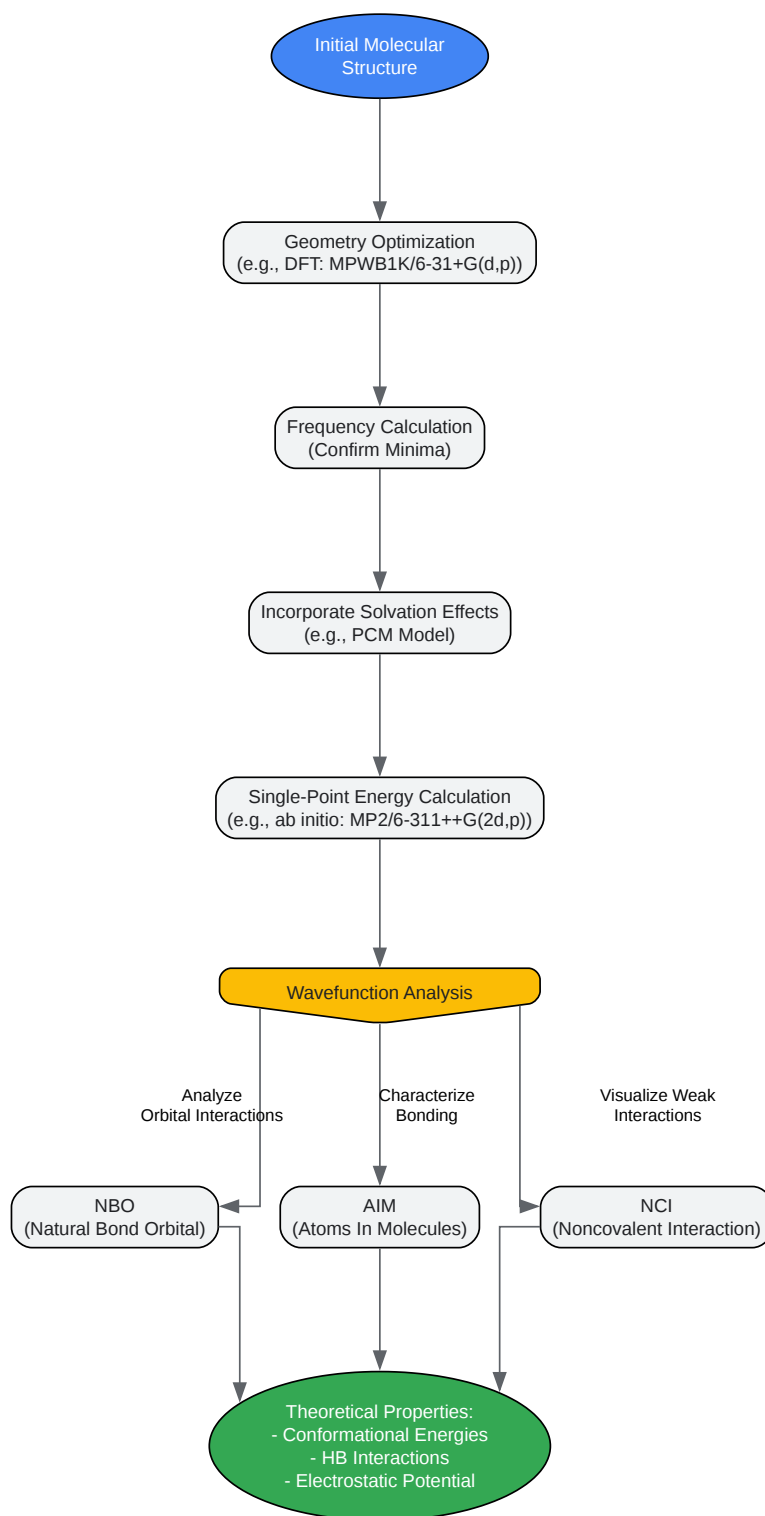 Initial Molecular
Structure
Geometry Optimization
(e.g., DFT: MPWB1K/6-31+G(d,p))
Frequency Calculation
(Confirm Minima)
Incorporate Solvation Effects
(e.g., PCM Model)
Single-Point Energy Calculation
(e.g., ab initio: MP2/6-311++G(2d,p))
Wavefunction Analysis
Analyze
Orbital Interactions
Characterize
Bonding
Visualize Weak
Interactions
NBO
(Natural Bond Orbital)
AIM
(Atoms In Molecules)
NCI
(Noncovalent Interaction)
Theoretical Properties:
- Conformational Energies
- HB Interactions
- Electrostatic Potential